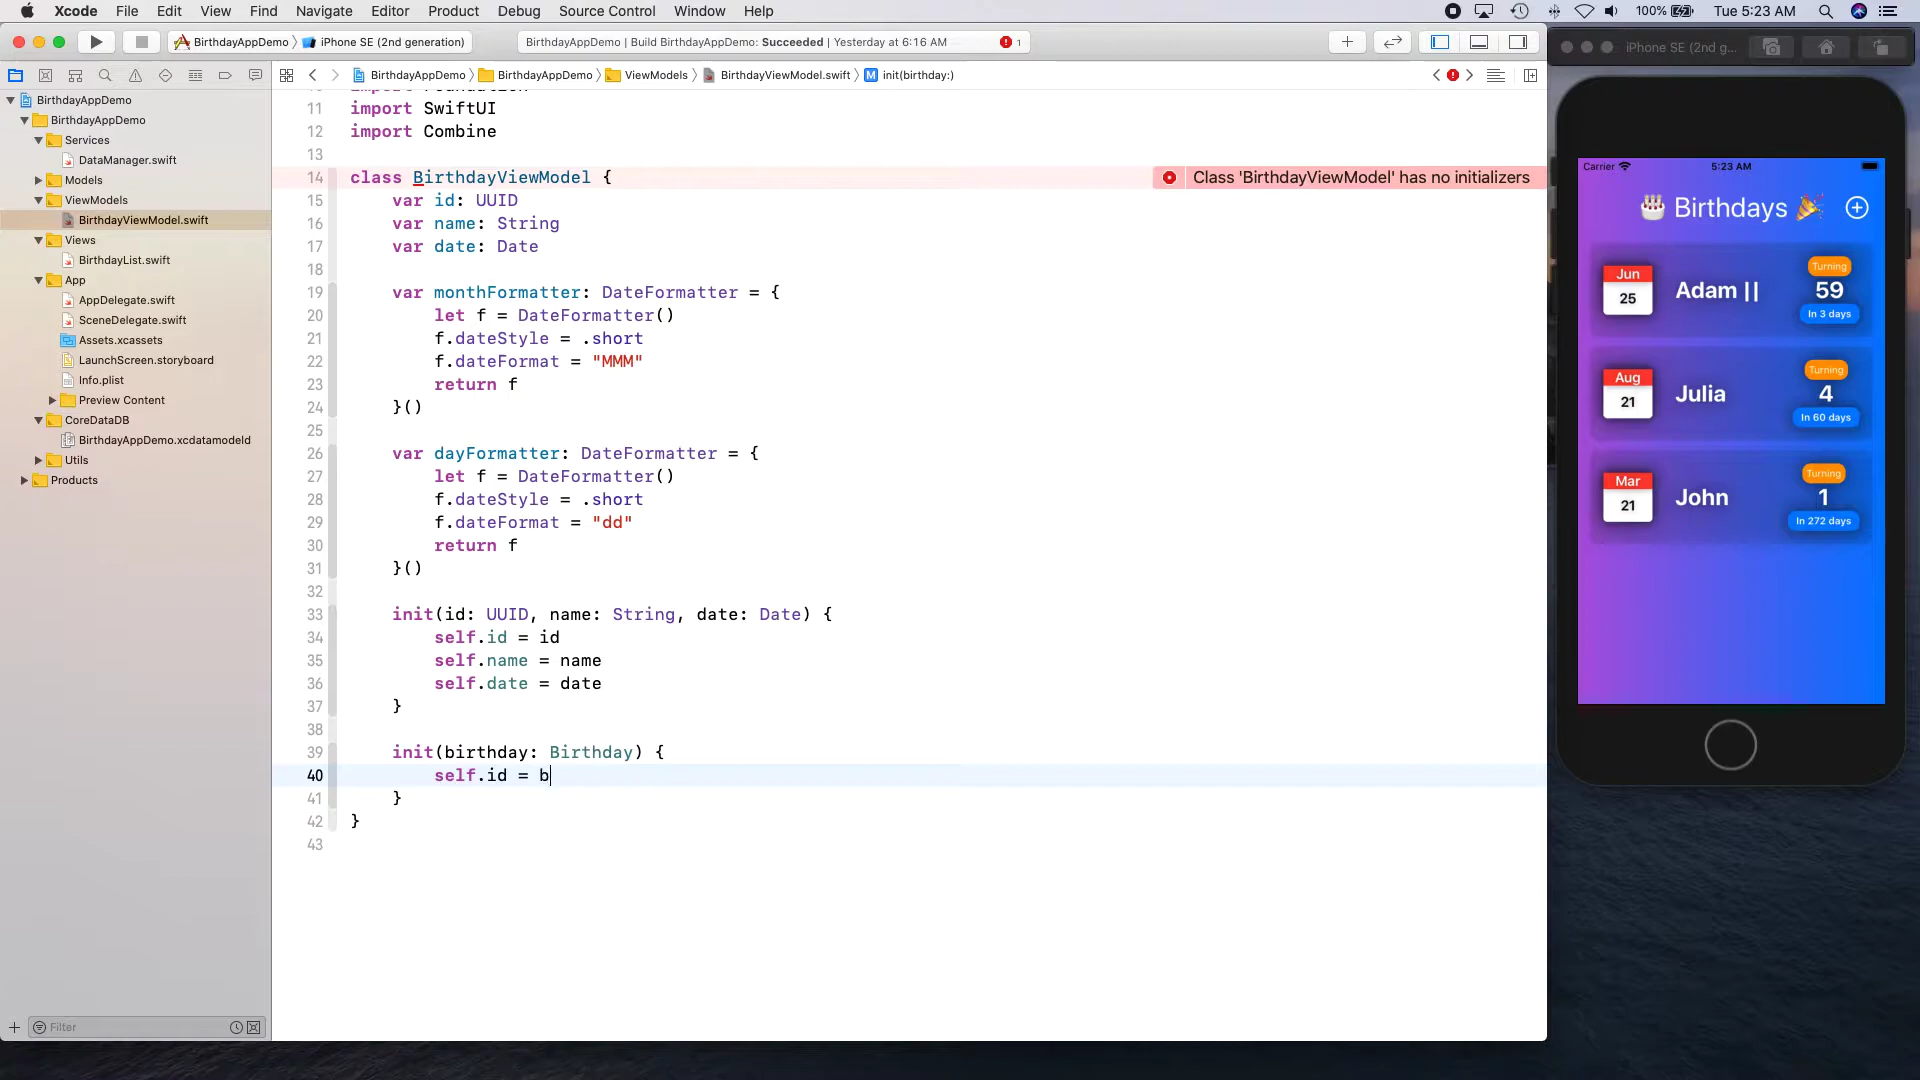 Xcode File Edit View Find Navigate Editor Product Debug Source Control Window Help 100% Tue 5:23 AM
BirthdayAppDemo iPhone SE (2nd generation) BirthdayAppDemo | Build BirthdayAppDemo: Succeeded | Yesterday at 6:16 AM 1
iPhone SE (2nd g...
BirthdayAppDemo BirthdayAppDemo ViewModels BirthdayViewModel.swift M init(birthday:)
BirthdayAppDemo
BirthdayAppDemo
Services
DataManager.swift
Models
ViewModels
BirthdayViewModel.swift
Views
BirthdayList.swift
App
AppDelegate.swift
SceneDelegate.swift
Assets.xcassets
LaunchScreen.storyboard
Info.plist
Preview Content
CoreDataDB
BirthdayAppDemo.xcdatamodeld
Utils
Products
Filter
11 import SwiftUI
12 import Combine
13
14 class BirthdayViewModel { Class 'BirthdayViewModel' has no initializers
15 var id: UUID
16 var name: String
17 var date: Date
18
19 var monthFormatter: DateFormatter = {
20 let f = DateFormatter()
21 f.dateStyle = .short
22 f.dateFormat = "MMM"
23 return f
24 }()
25
26 var dayFormatter: DateFormatter = {
27 let f = DateFormatter()
28 f.dateStyle = .short
29 f.dateFormat = "dd"
30 return f
31 }()
32
33 init(id: UUID, name: String, date: Date) {
34 self.id = id
35 self.name = name
36 self.date = date
37 }
38
39 init(birthday: Birthday) {
40 self.id = b
41 }
42 }
43
Carrier 5:23 AM
🎂 Birthdays 🎉
Jun
25
Adam ||
Turning
59
In 3 days
Aug
21
Julia
Turning
4
In 60 days
Mar
21
John
Turning
1
In 272 days